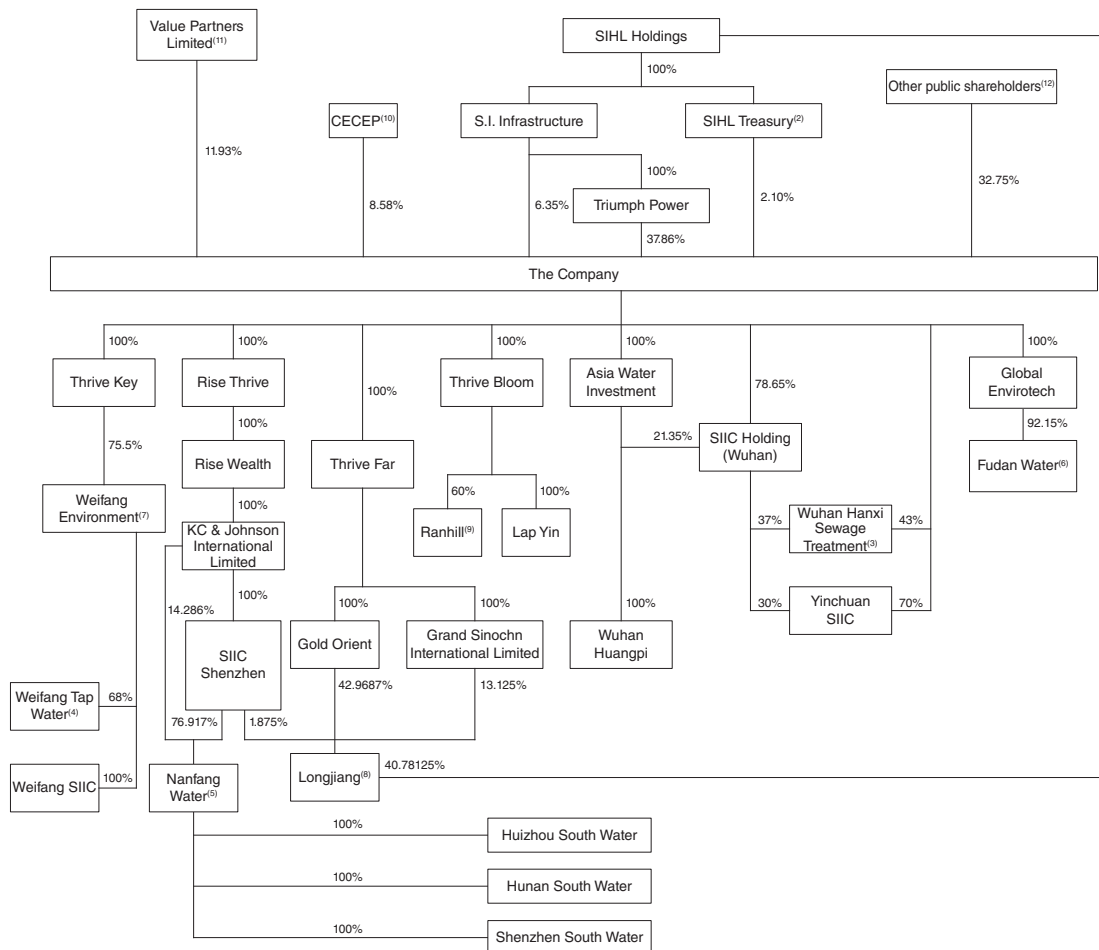 Value Partners
Limited(11)
SIHL Holdings
100%
Other public shareholders(12)
CECEP(10)
S.I. Infrastructure
SIHL Treasury(2)
11.93%
100%
8.58%
6.35%
2.10%
32.75%
Triumph Power
37.86%
The Company
100%
100%
100%
100%
100%
100%
78.65%
Thrive Key
Rise Thrive
Thrive Bloom
Asia Water
Investment
Global
Envirotech
75.5%
100%
21.35%
92.15%
Rise Wealth
Thrive Far
SIIC Holding
(Wuhan)
Fudan Water(6)
Weifang
Environment(7)
100%
60%
100%
KC & Johnson
International
Limited
Ranhill(9)
Lap Yin
37%
Wuhan Hanxi
Sewage
Treatment(3)
43%
100%
14.286%
100%
100%
100%
30%
Yinchuan
SIIC
70%
SIIC
Shenzhen
Gold Orient
Grand Sinochn
International Limited
Wuhan
Huangpi
42.9687%
13.125%
Weifang Tap
Water(4)
68%
76.917%
1.875%
Weifang SIIC
100%
Nanfang
Water(5)
Longjiang(8)
40.78125%
100%
Huizhou South Water
100%
Hunan South Water
100%
Shenzhen South Water